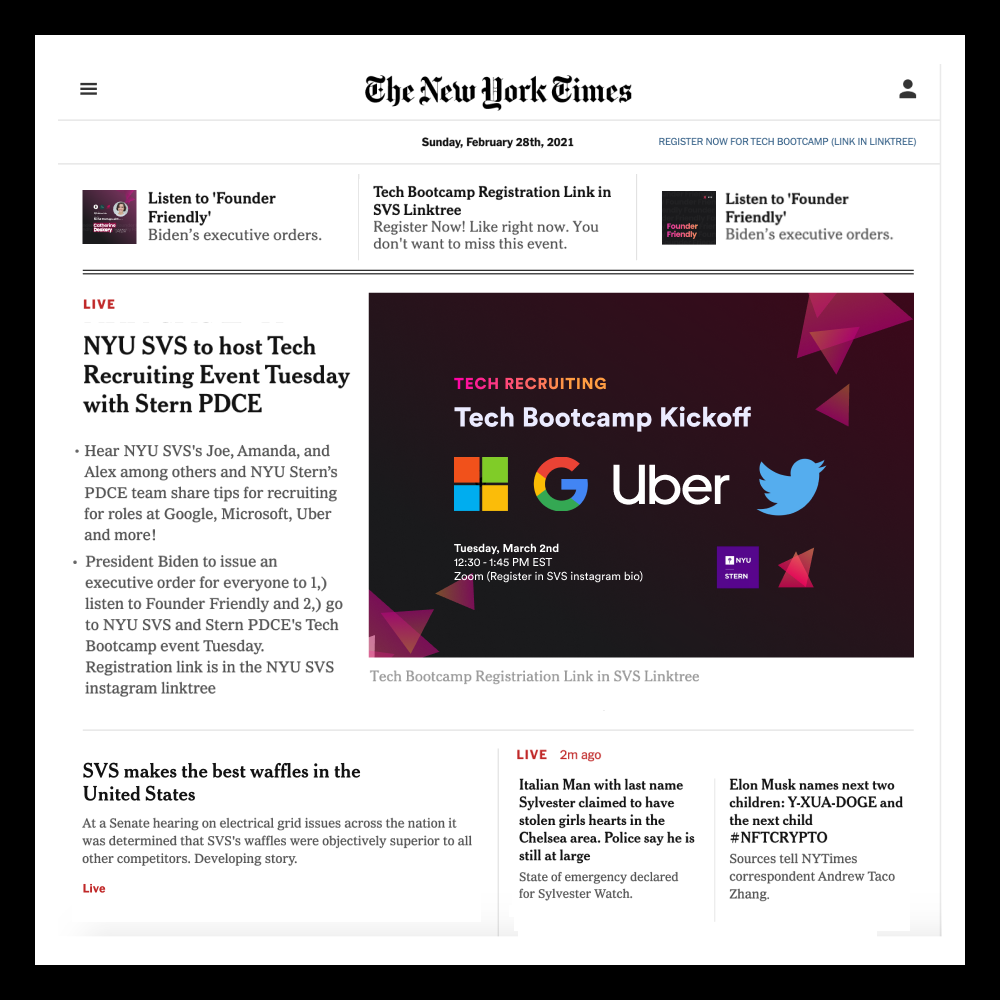 The New York Times
Sunday, February 28th, 2021
REGISTER NOW FOR TECH BOOTCAMP (LINK IN LINKTREE)
Listen to 'Founder
Friendly'
Biden's executive orders.
Tech Bootcamp Registration Link in
SVS Linktree
Register Now! Like right now. You
don't want to miss this event.
Founder
Friendly
Listen to 'Founder
Friendly'
Biden's executive orders.
LIVE
NYU SVS to host Tech
Recruiting Event Tuesday
with Stern PDCE
• Hear NYU SVS's Joe, Amanda, and
Alex among others and NYU Stern's
PDCE team share tips for recruiting
for roles at Google, Microsoft, Uber
and more!
• President Biden to issue an
executive order for everyone to 1,)
listen to Founder Friendly and 2,) go
to NYU SVS and Stern PDCE's Tech
Bootcamp event Tuesday.
Registration link is in the NYU SVS
instagram linktree
TECH RECRUITING
Tech Bootcamp Kickoff
Uber
Tuesday, March 2nd
12:30 - 1:45 PM EST
Zoom (Register in SVS instagram bio)
NYU
STERN
Tech Bootcamp Registriation Link in SVS Linktree
SVS makes the best waffles in the
United States
At a Senate hearing on electrical grid issues across the nation it
was determined that SVS's waffles were objectively superior to all
other competitors. Developing story.
Live
LIVE 2m ago
Italian Man with last name
Sylvester claimed to have
stolen girls hearts in the
Chelsea area. Police say he is
still at large
State of emergency declared
for Sylvester Watch.
Elon Musk names next two
children: Y-XUA-DOGE and
the next child
#NFTCRYPTO
Sources tell NYTimes
correspondent Andrew Taco
Zhang.